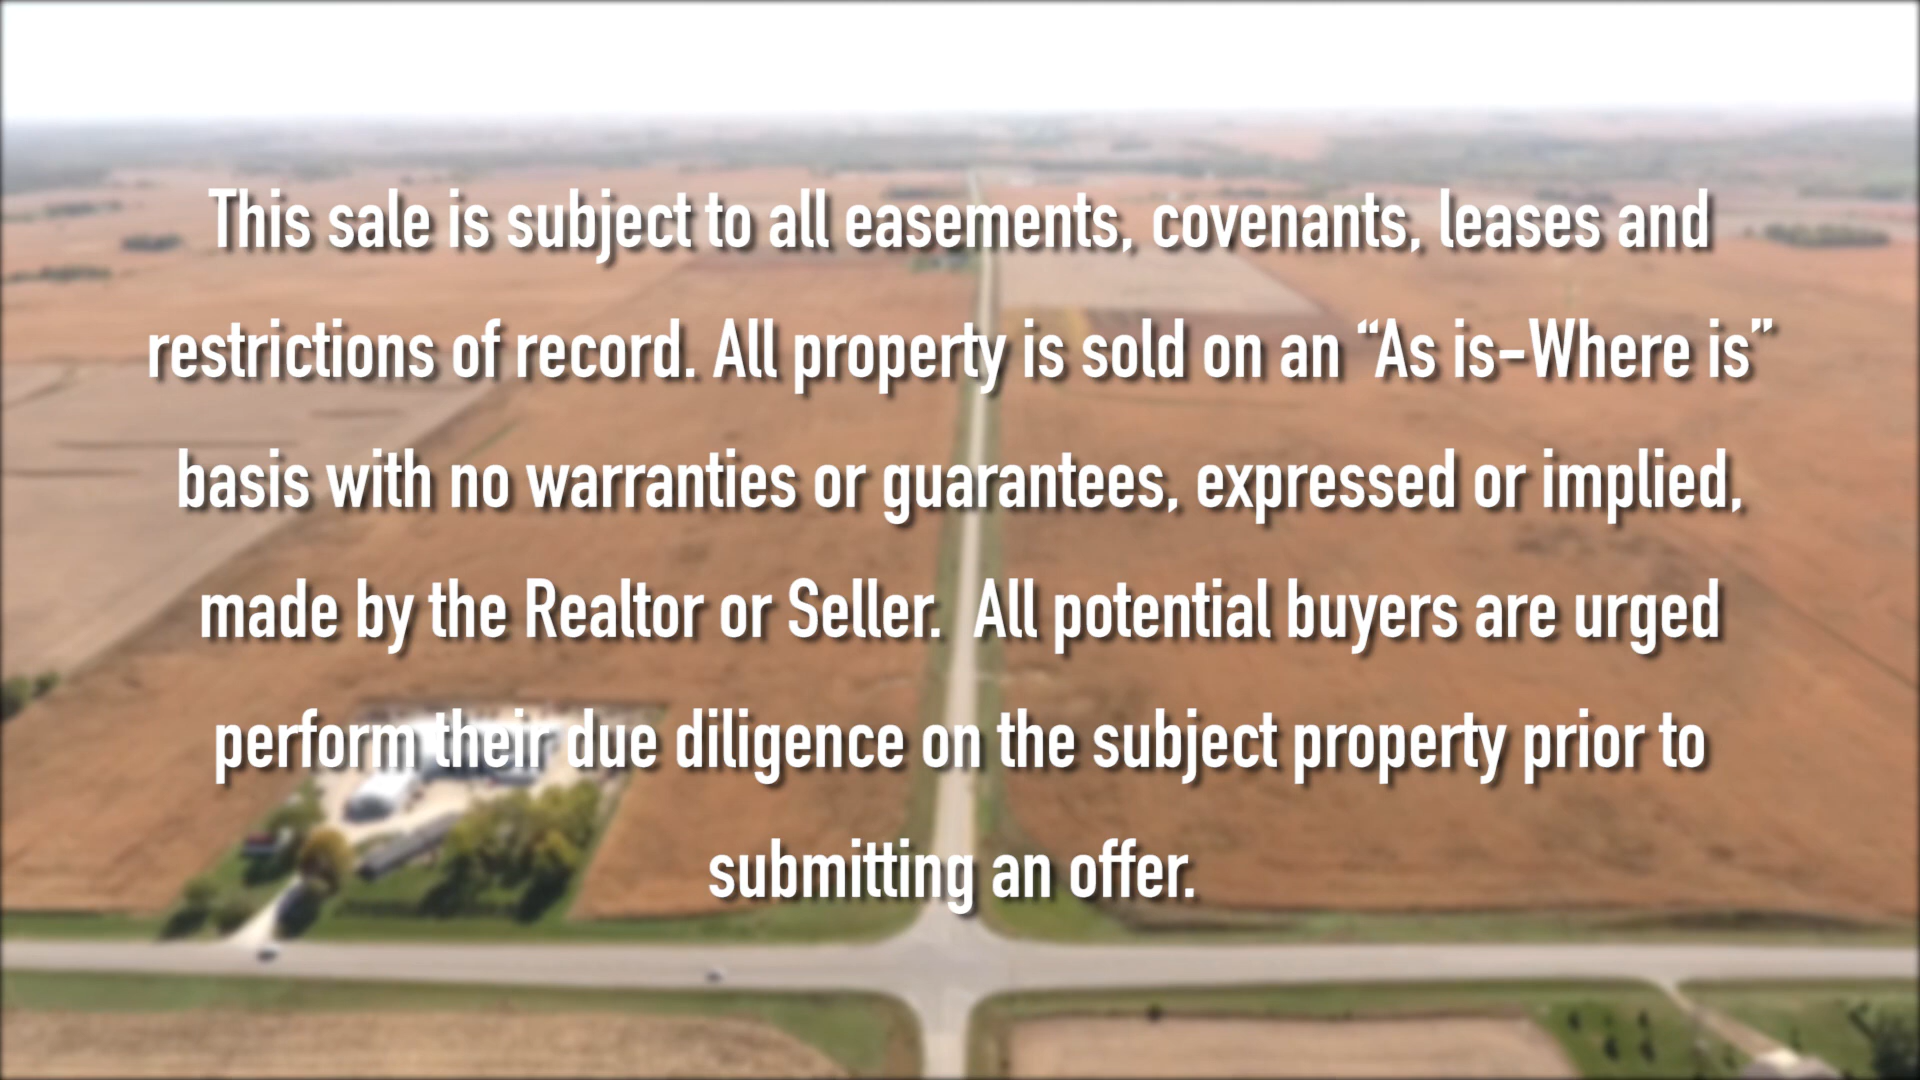 This sale is subject to all easements, covenants, leases and
restrictions of record. All property is sold on an “As is-Where is”
basis with no warranties or guarantees, expressed or implied,
made by the Realtor or Seller.  All potential buyers are urged
perform their due diligence on the subject property prior to
submitting an offer.